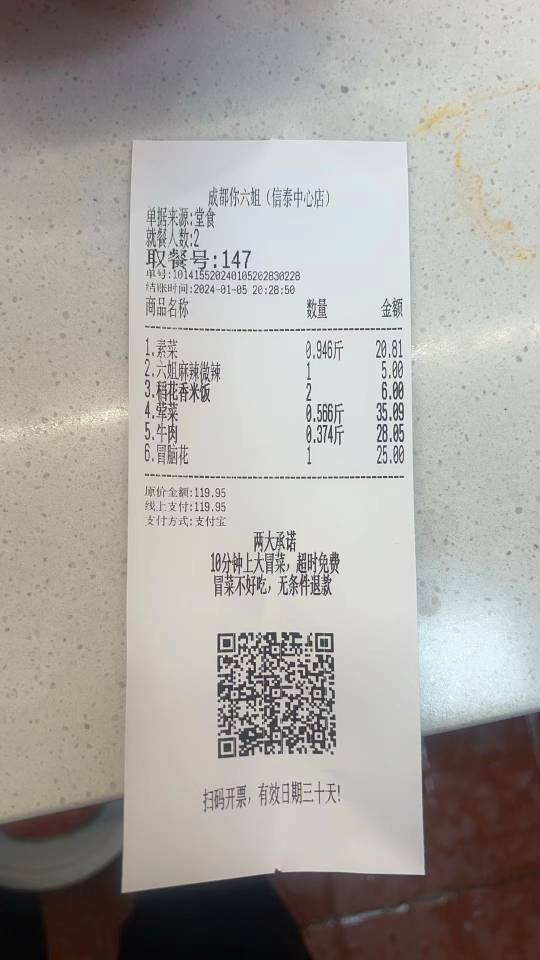 成都你六姐（信泰中心店）
单据来源:堂食
就餐人数:2
取餐号:147
单号:101415520240105202830228
结账时间:2024-01-05 20:28:50
商品名称 数量 金额
1.素菜 0.946斤 20.81
2.六姐麻辣微辣 1 5.00
3.稻花香米饭 2 6.00
4.荤菜 0.566斤 35.09
5.牛肉 0.374斤 28.05
6.冒脑花 1 25.00
原价金额:119.95
线上支付:119.95
支付方式:支付宝
两大承诺
10分钟上大冒菜，超时免费
冒菜不好吃，无条件退款
扫码开票，有效日期三十天!